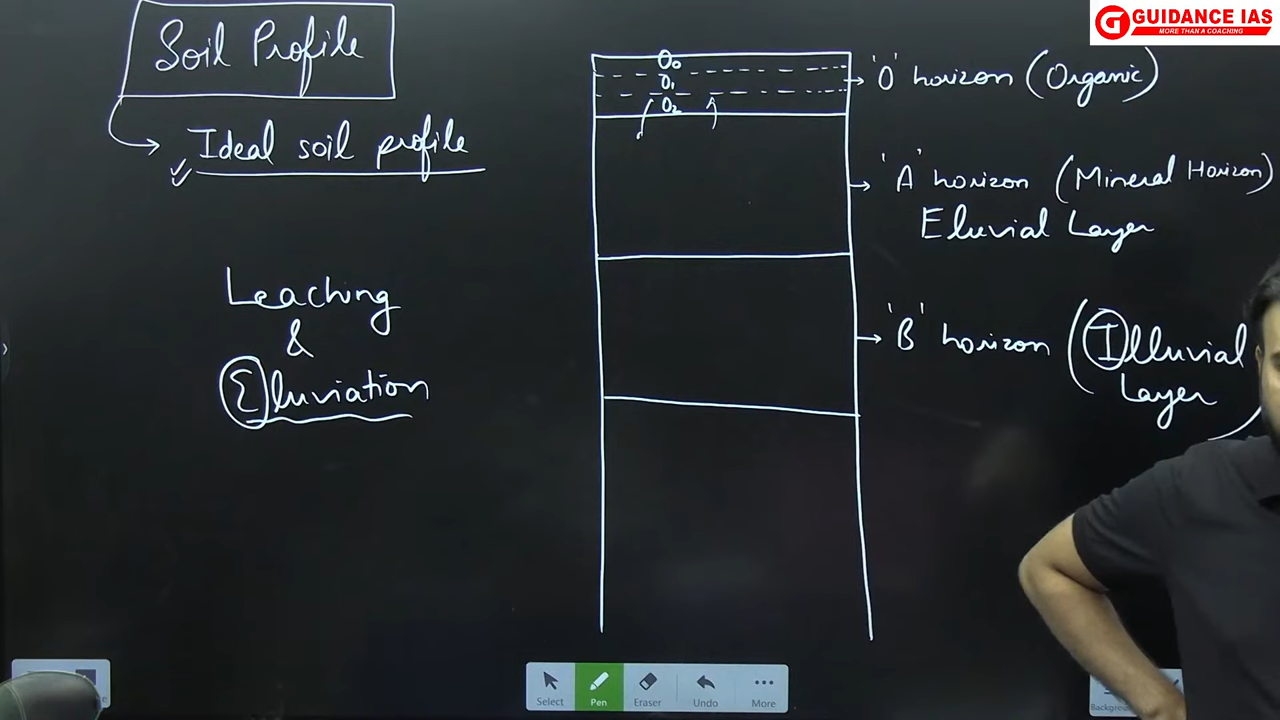 GUIDANCE IAS
MORE THAN A COACHING
Soil Profile
Ideal soil profile
Leaching
&
Eluviation
O₀
O₁
O₂
'O' horizon (Organic)
'A' horizon (Mineral Horizon)
Eluvial Layer
'B' horizon (Illuvial
Layer)
Select
Pen
Eraser
Undo
More